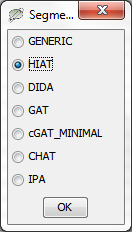 Segme...
GENERIC
HIAT
DIDA
GAT
cGAT_MINIMAL
CHAT
IPA
OK